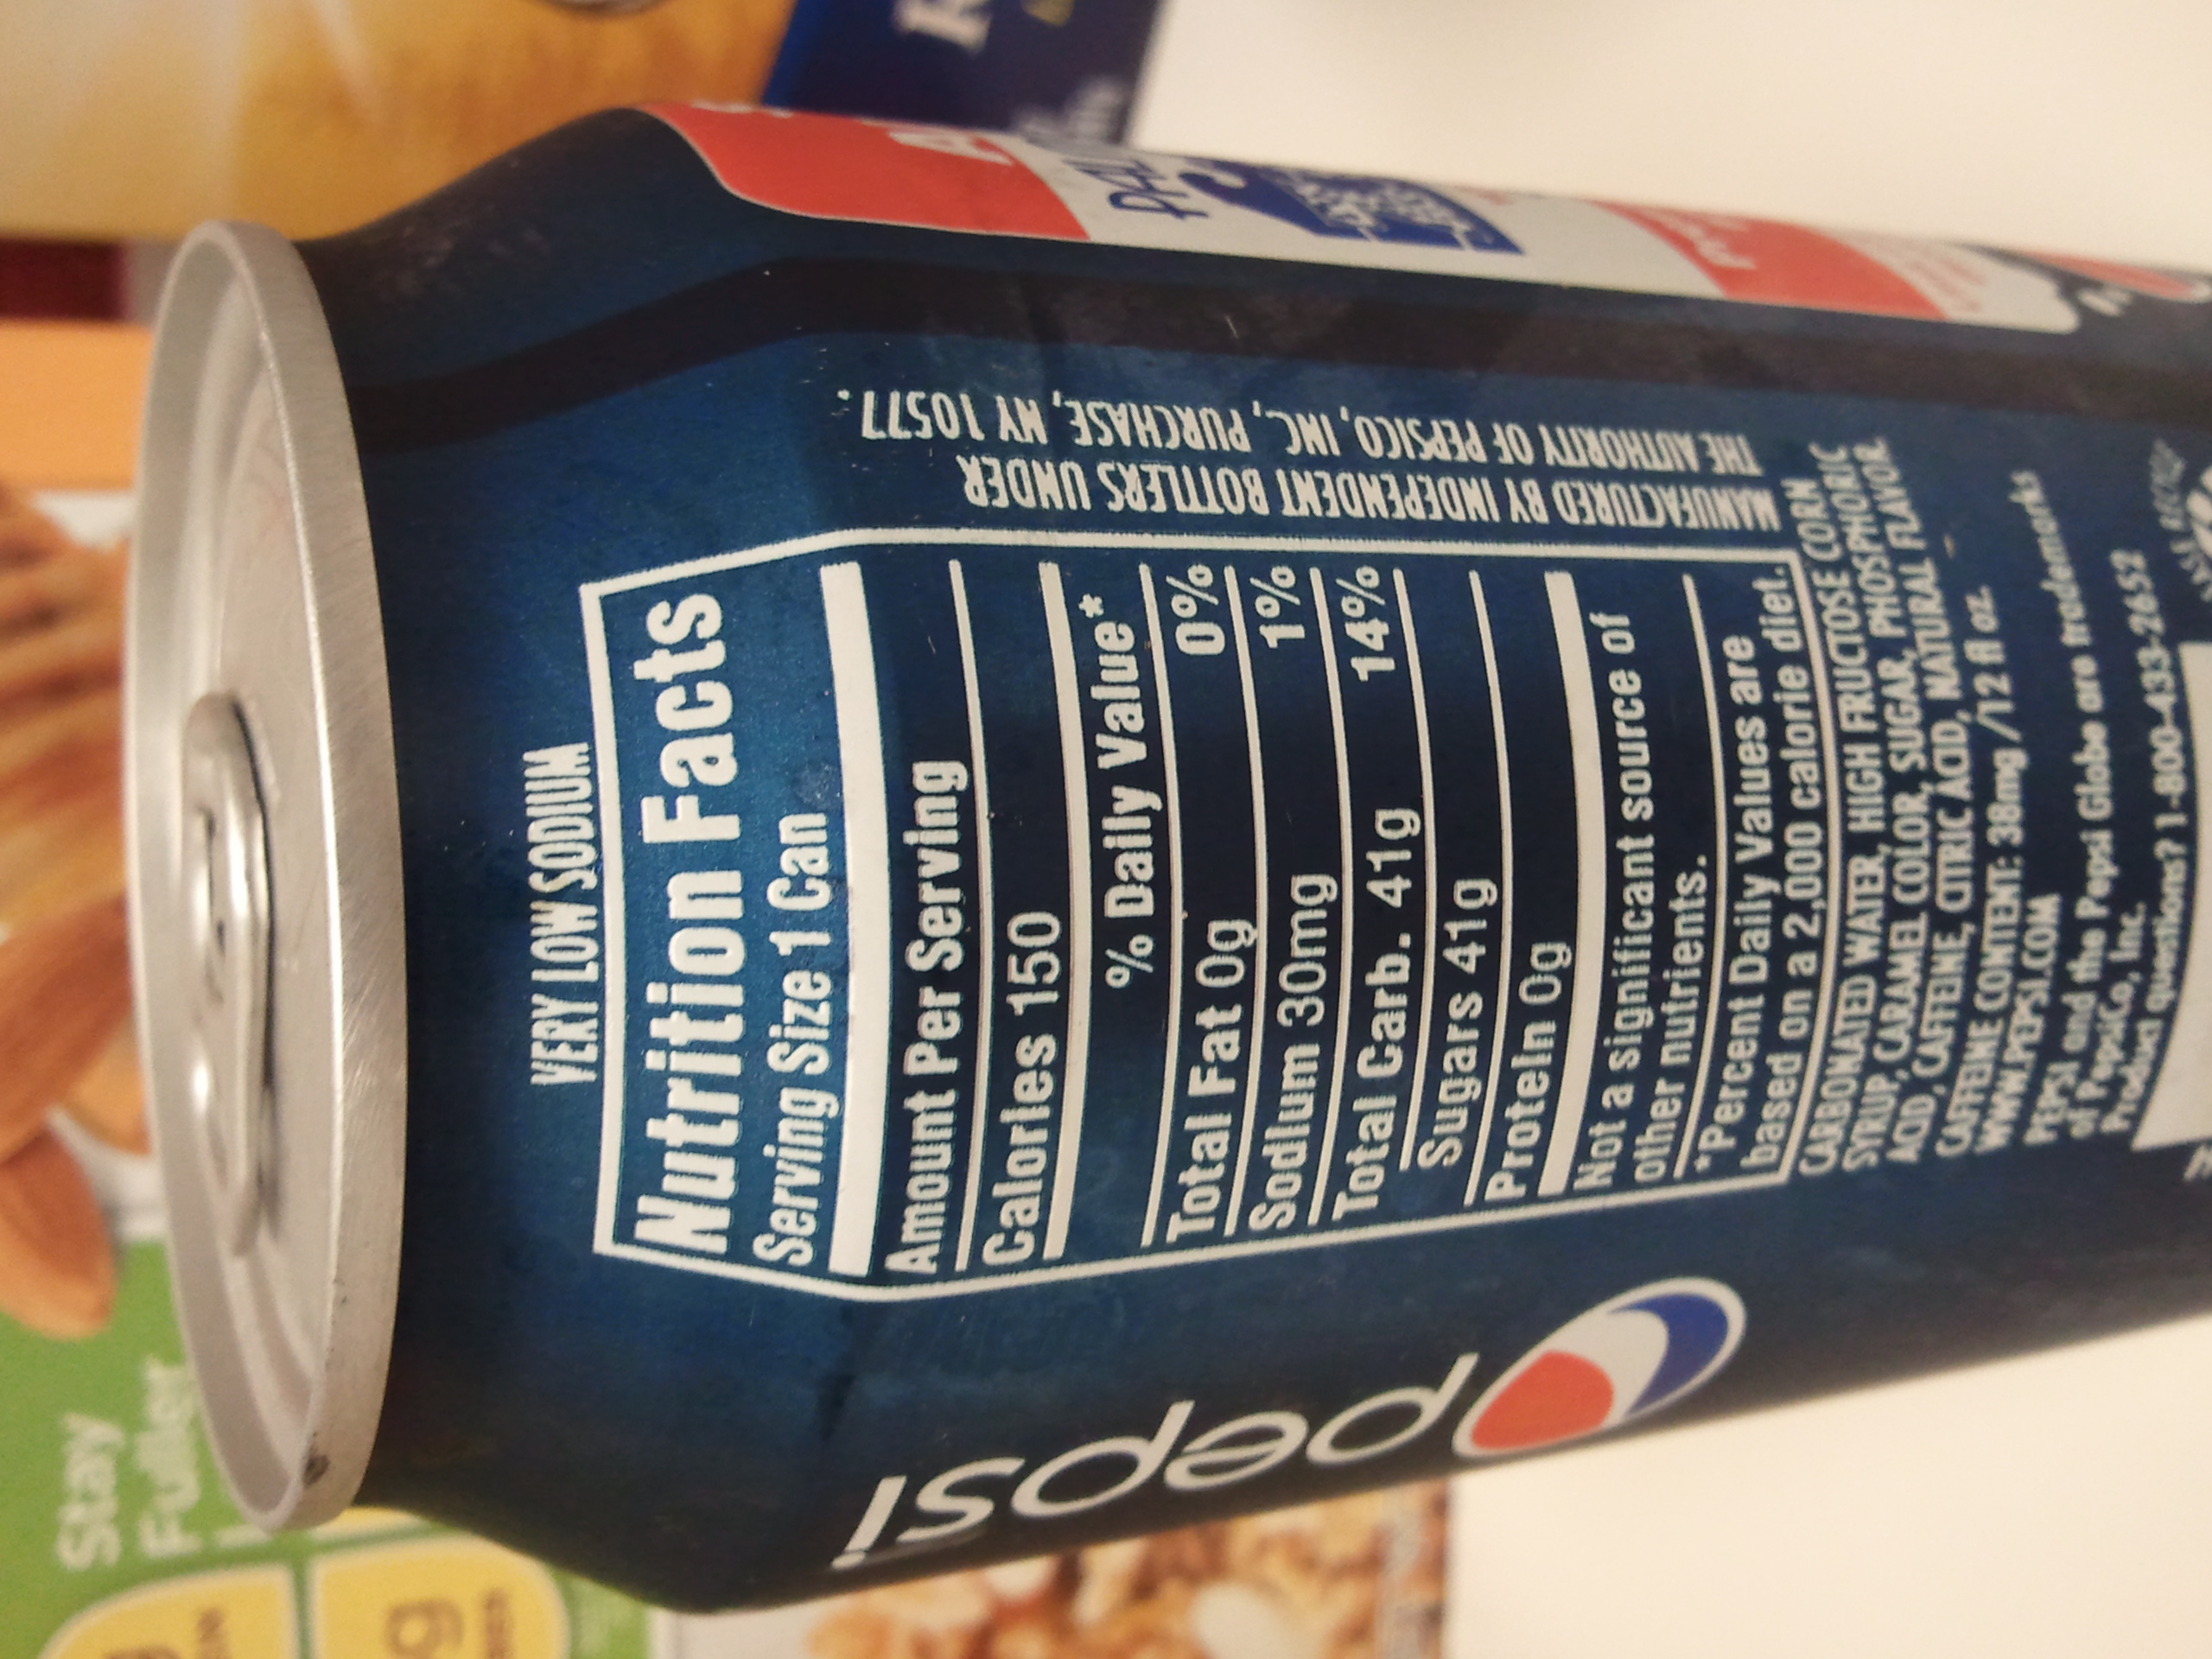 VERY LOW SODIUM
Nutrition Facts
Serving Size 1 Can
Amount Per Serving
Calories 150
% Daily Value*
Total Fat 0g 0%
Sodium 30mg 1%
Total Carb. 41g 14%
Sugars 41g
Protein 0g
Not a significant source of
other nutrients.
*Percent Daily Values are
based on a 2,000 calorie diet.
CARBONATED WATER, HIGH FRUCTOSE CORN
SYRUP, CARAMEL COLOR, SUGAR, PHOSPHORIC
ACID, CAFFEINE, CITRIC ACID, NATURAL FLAVOR
CAFFEINE CONTENT: 38mg/12 fl oz.
WWW.PEPSI.COM
PEPSI and the Pepsi Globe are trademarks
of PepsiCo, Inc.
Product questions? 1-800-433-2652
MANUFACTURED BY INDEPENDENT BOTTLERS UNDER
THE AUTHORITY OF PEPSICO, INC., PURCHASE, NY 10577.
pepsi
Stay
Fuller